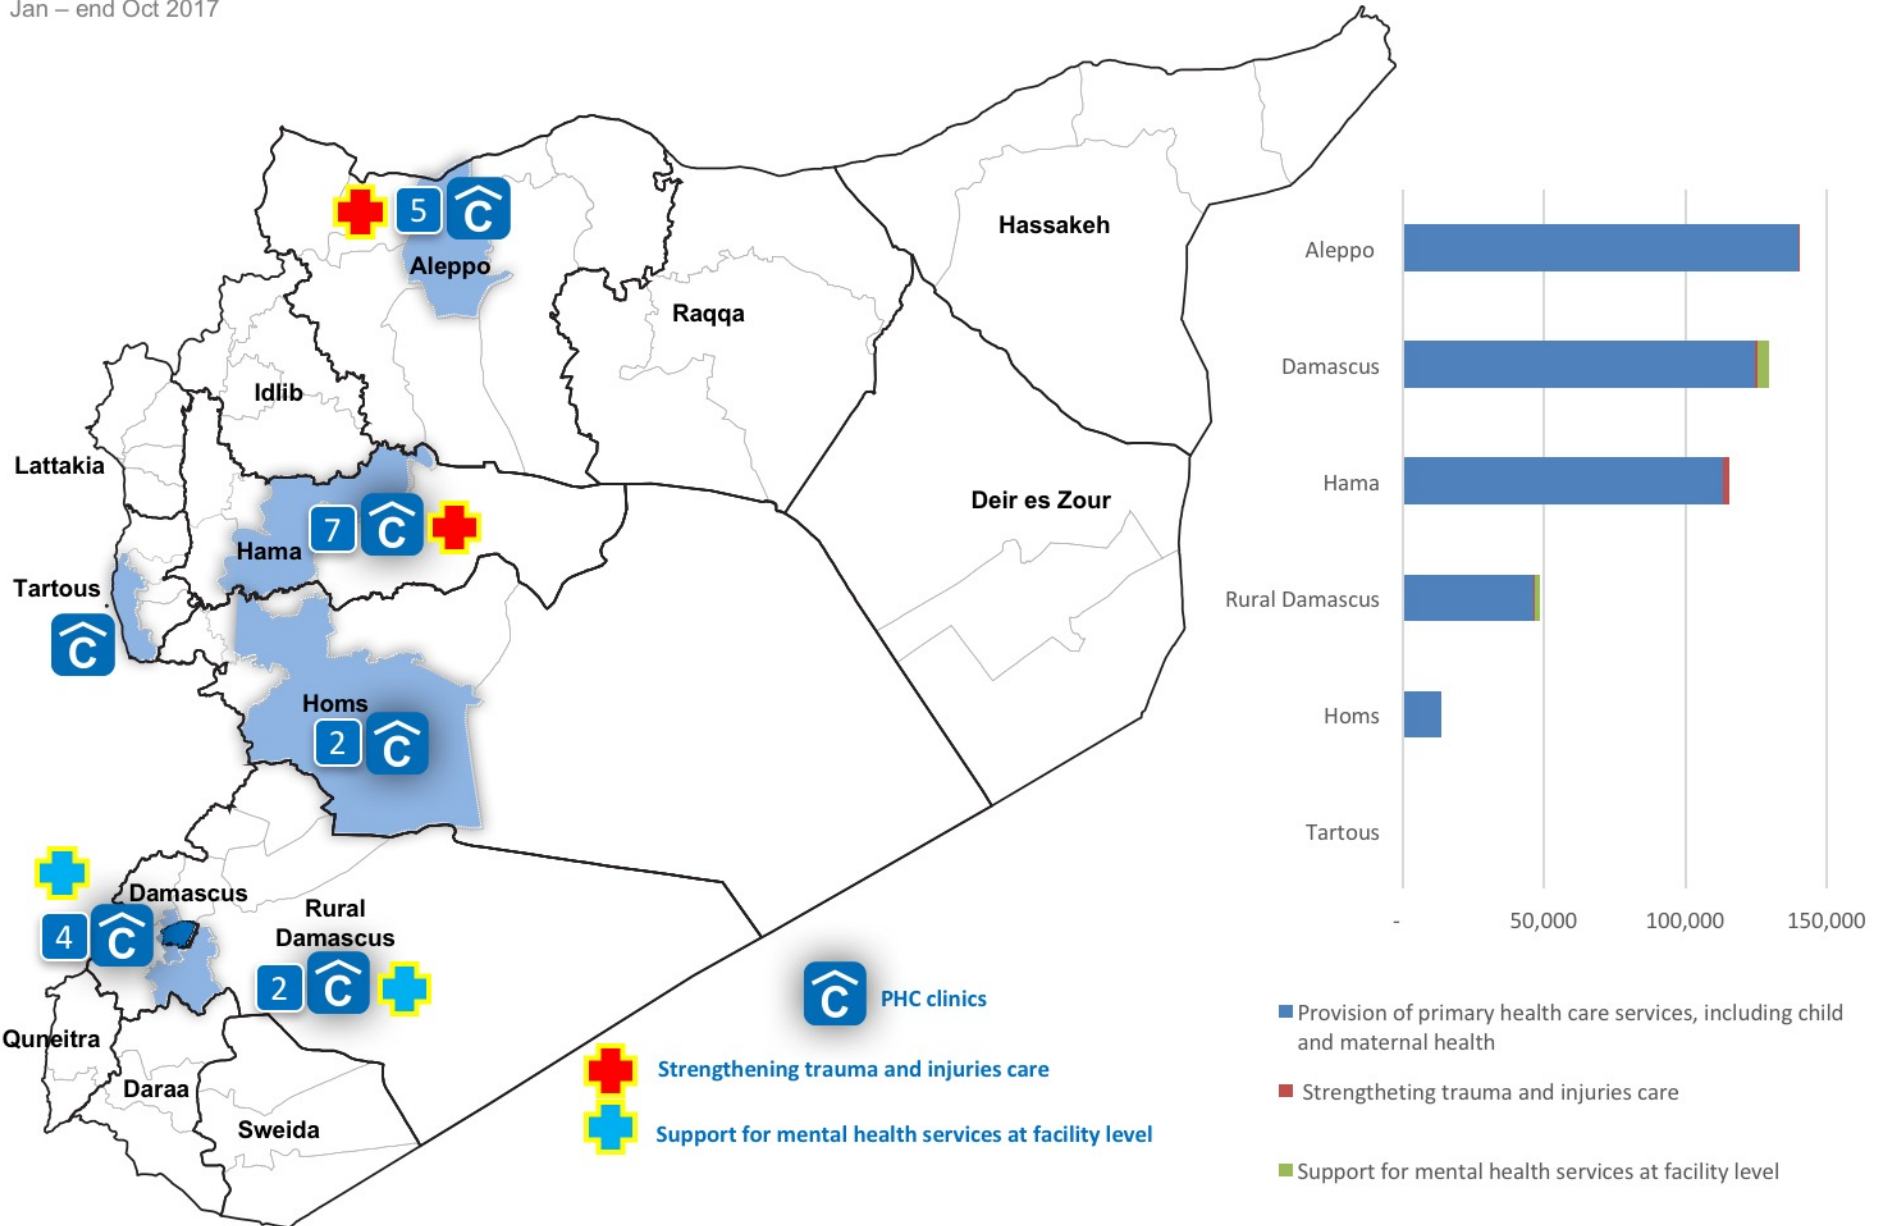 Jan – end Oct 2017
5
C
Aleppo
Hassakeh
Raqqa
Idlib
Lattakia
Deir es Zour
7
C
Hama
Tartous
C
Homs
2
C
Damascus
4
C
Rural
Damascus
2
C
Quneitra
Daraa
Sweida
C
PHC clinics
Strengthening trauma and injuries care
Support for mental health services at facility level
Aleppo
Damascus
Hama
Rural Damascus
Homs
Tartous
- 50,000 100,000 150,000
Provision of primary health care services, including child
and maternal health
Strengtheting trauma and injuries care
Support for mental health services at facility level